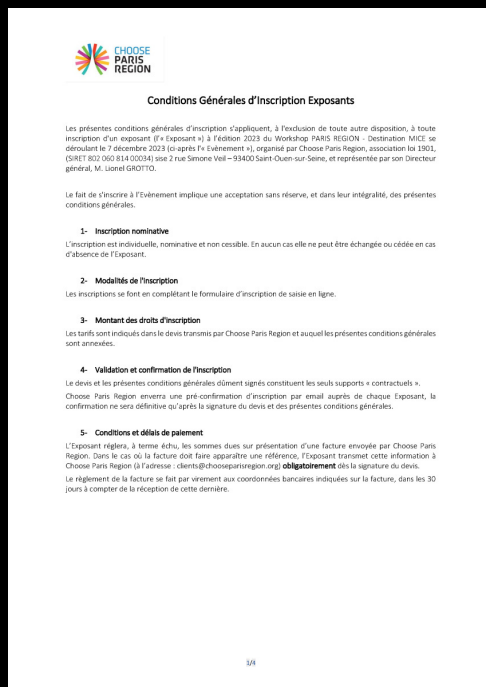 CHOOSE
PARIS
REGION
Conditions Générales d'Inscription Exposants
Les présentes conditions générales d'inscription s'appliquent, à l'exclusion de toute autre disposition, à toute
inscription d'un exposant (l'« Exposant ») à l'édition 2023 du Workshop PARIS REGION - Destination MICE se
déroulant le 7 décembre 2023 (ci-après l'« Evènement »), organisé par Choose Paris Region, association loi 1901,
(SIRET 802 060 814 00034) sise 2 rue Simone Veil – 93400 Saint-Ouen-sur-Seine, et représentée par son Directeur
général, M. Lionel GROTTO.
Le fait de s'inscrire à l'Evènement implique une acceptation sans réserve, et dans leur intégralité, des présentes
conditions générales.
1- Inscription nominative
L'inscription est individuelle, nominative et non cessible. En aucun cas elle ne peut être échangée ou cédée en cas
d'absence de l'Exposant.
2- Modalités de l'inscription
Les inscriptions se font en complétant le formulaire d'inscription de saisie en ligne.
3- Montant des droits d'inscription
Les tarifs sont indiqués dans le devis transmis par Choose Paris Region et auquel les présentes conditions générales
sont annexées.
4- Validation et confirmation de l'inscription
Le devis et les présentes conditions générales dûment signés constituent les seuls supports « contractuels ».
Choose Paris Region enverra une pré-confirmation d'inscription par email auprès de chaque Exposant, la
confirmation ne sera définitive qu'après la signature du devis et des présentes conditions générales.
5- Conditions et délais de paiement
L'Exposant réglera, à terme échu, les sommes dues sur présentation d'une facture envoyée par Choose Paris
Region. Dans le cas où la facture doit faire apparaître une référence, l'Exposant transmet cette information à
Choose Paris Region (à l'adresse : clients@chooseparisregion.org) obligatoirement dès la signature du devis.
Le règlement de la facture se fait par virement aux coordonnées bancaires indiquées sur la facture, dans les 30
jours à compter de la réception de cette dernière.
1/4